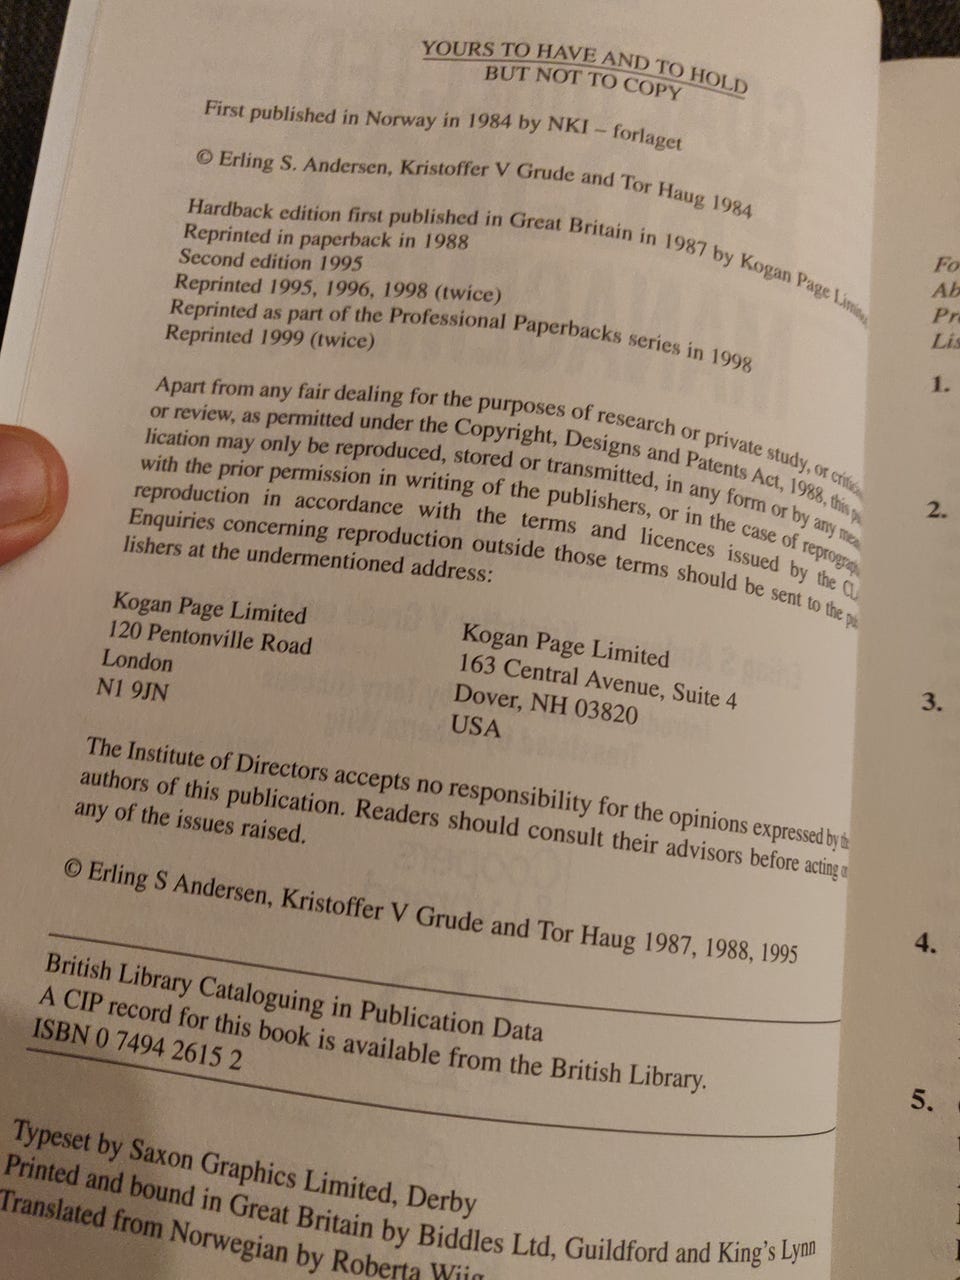 YOURS TO HAVE AND TO HOLD
BUT NOT TO COPY
First published in Norway in 1984 by NKI – forlaget
© Erling S. Andersen, Kristoffer V Grude and Tor Haug 1984
Hardback edition first published in Great Britain in 1987 by Kogan Page Limited
Reprinted in paperback in 1988
Second edition 1995
Reprinted 1995, 1996, 1998 (twice)
Reprinted as part of the Professional Paperbacks series in 1998
Reprinted 1999 (twice)
Apart from any fair dealing for the purposes of research or private study, or
or review, as permitted under the Copyright, Designs and Patents Act, 1988, this
lication may only be reproduced, stored or transmitted, in any form or by any
with the prior permission in writing of the publishers, or in the case of
reproduction in accordance with the terms and licences issued by the
Enquiries concerning reproduction outside those terms should be sent to the
lishers at the undermentioned address:
Kogan Page Limited
120 Pentonville Road
London
N1 9JN
Kogan Page Limited
163 Central Avenue, Suite 4
Dover, NH 03820
USA
The Institute of Directors accepts no responsibility for the opinions expressed by
authors of this publication. Readers should consult their advisors before acting
any of the issues raised.
© Erling S Andersen, Kristoffer V Grude and Tor Haug 1987, 1988, 1995
British Library Cataloguing in Publication Data
A CIP record for this book is available from the British Library.
ISBN 0 7494 2615 2
Typeset by Saxon Graphics Limited, Derby
Printed and bound in Great Britain by Biddles Ltd, Guildford and King's Lynn
Translated from Norwegian by Roberta Wiig
Fo
Ab
Pre
Lis
1.
2.
3.
4.
5.